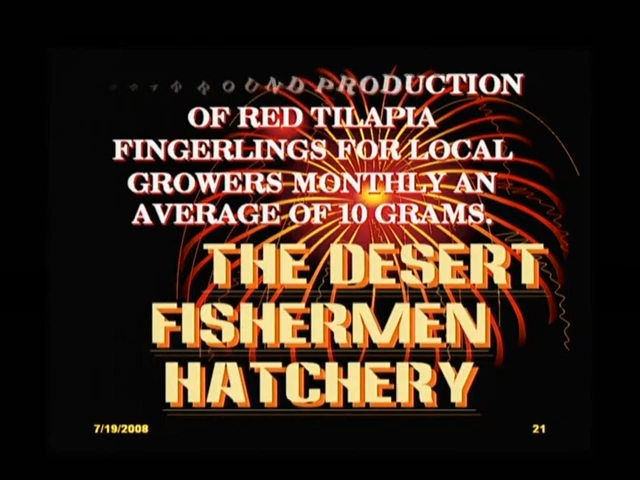 ROUND PRODUCTION
OF RED TILAPIA
FINGERLINGS FOR LOCAL
GROWERS MONTHLY AN
AVERAGE OF 10 GRAMS.
THE DESERT
FISHERMEN
HATCHERY
7/19/2008
21